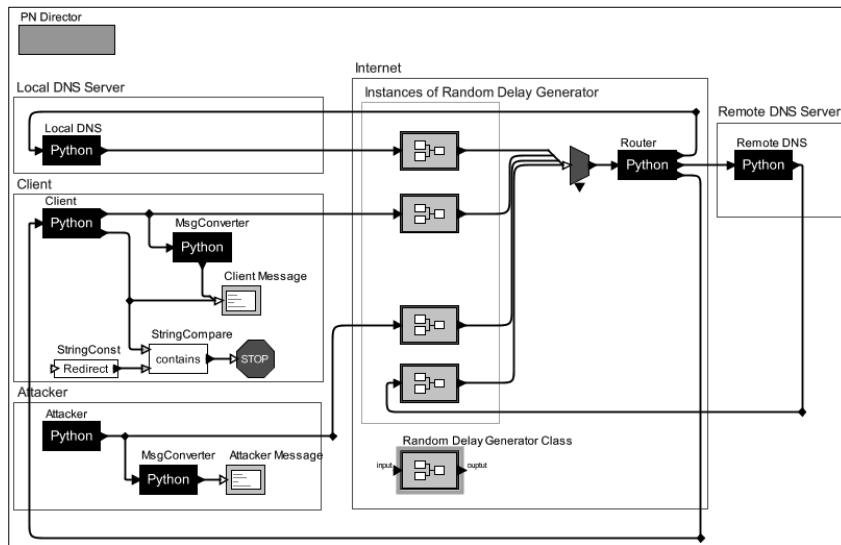 PN Director
Internet
Local DNS Server
Instances of Random Delay Generator
Remote DNS Server
Local DNS
Python
Router
Python
Remote DNS
Python
Client
Client
Python
MsgConverter
Python
Client Message
StringCompare
contains
StringConst
Redirect
STOP
Attacker
Attacker
Python
MsgConverter
Python
Attacker Message
Random Delay Generator Class
input
ouptut